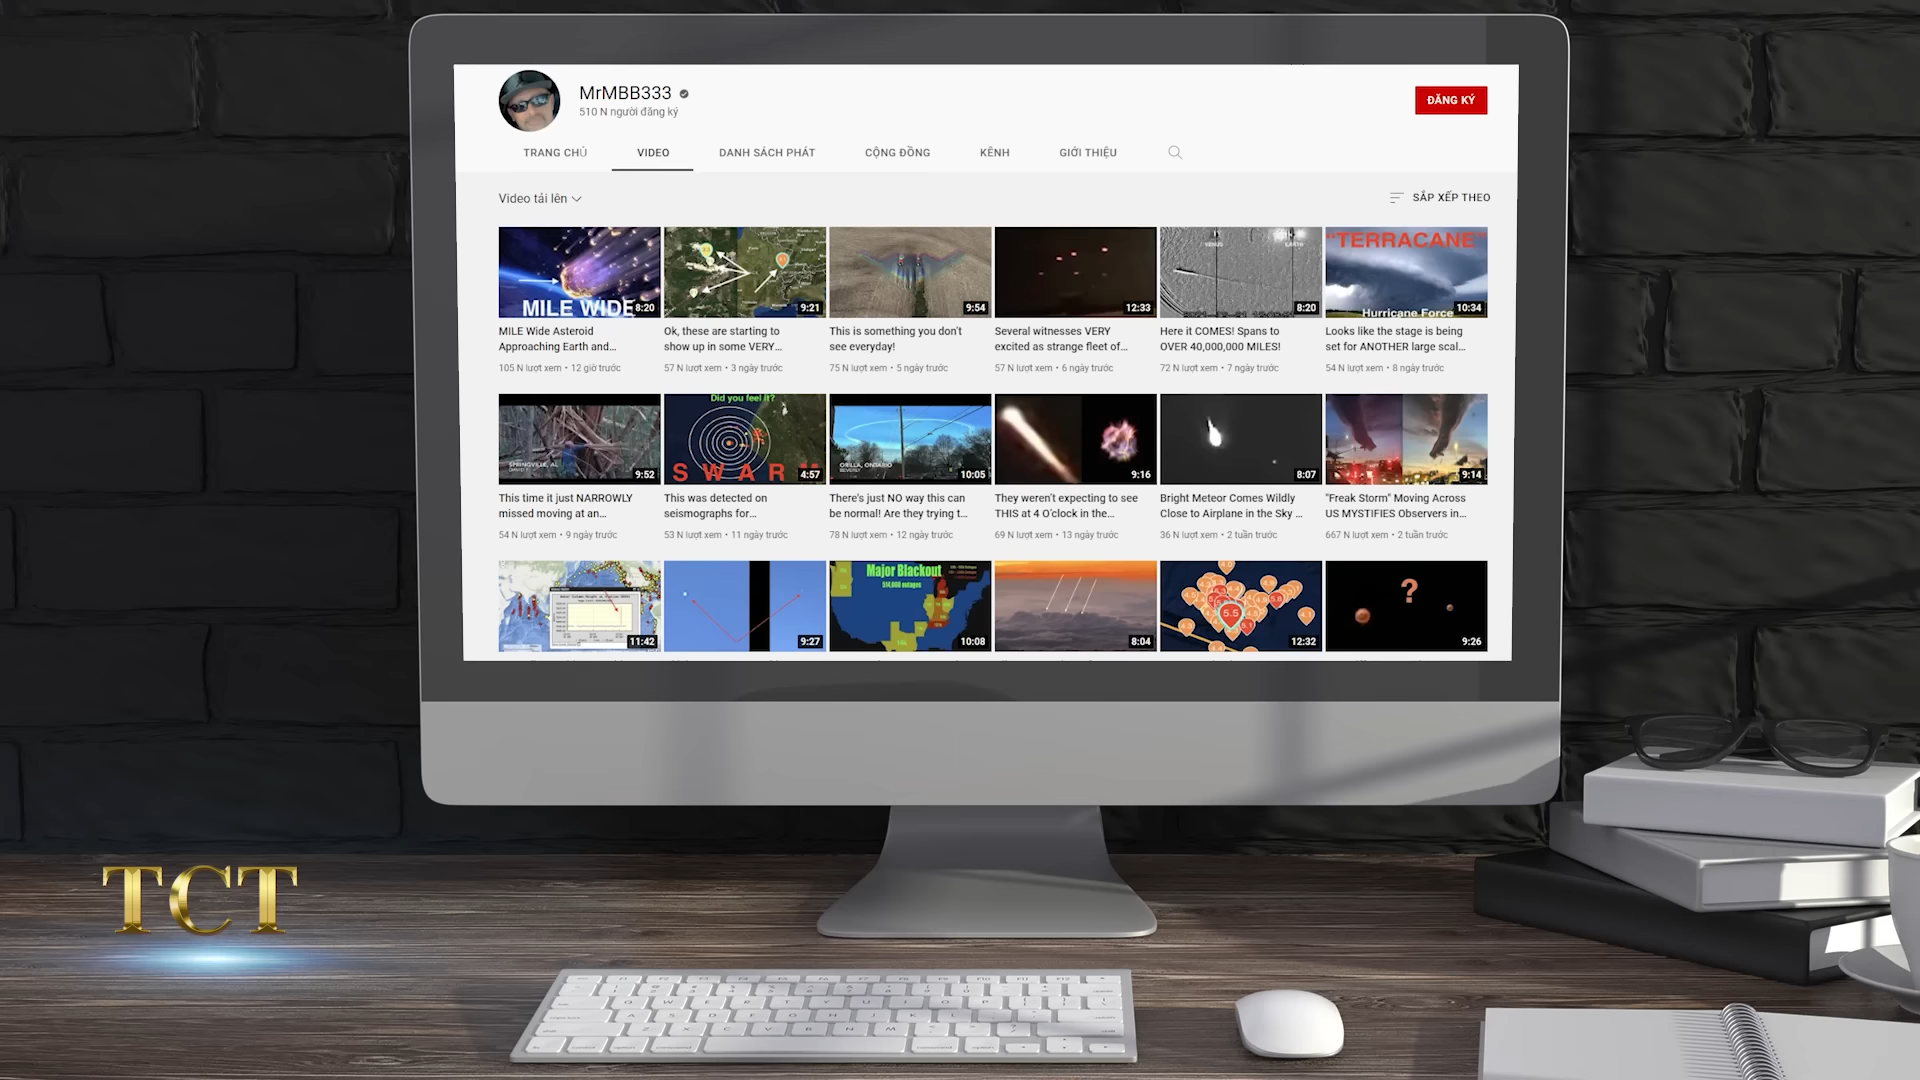 MrMBB333
510 N người đăng ký
ĐĂNG KÝ
TRANG CHỦ
VIDEO
DANH SÁCH PHÁT
CỘNG ĐỒNG
KÊNH
GIỚI THIỆU
Video tải lên
SẮP XẾP THEO
MILE WIDE
8:20
9:21
9:54
12:33
VENUS
EARTH
8:20
"TERRACANE"
Hurricane Force
10:34
MILE Wide Asteroid
Approaching Earth and...
105 N lượt xem • 12 giờ trước
Ok, these are starting to
show up in some VERY...
57 N lượt xem • 3 ngày trước
This is something you don't
see everyday!
75 N lượt xem • 5 ngày trước
Several witnesses VERY
excited as strange fleet of...
57 N lượt xem • 6 ngày trước
Here it COMES! Spans to
OVER 40,000,000 MILES!
72 N lượt xem • 7 ngày trước
Looks like the stage is being
set for ANOTHER large scal...
54 N lượt xem • 8 ngày trước
SPRINGVILLE, AL
9:52
Did you feel it?
SWARM
4:57
ORILLA, ONTARIO
10:05
9:16
8:07
9:14
This time it just NARROWLY
missed moving at an...
54 N lượt xem • 9 ngày trước
This was detected on
seismographs for...
53 N lượt xem • 11 ngày trước
There's just NO way this can
be normal! Are they trying t...
78 N lượt xem • 12 ngày trước
They weren't expecting to see
THIS at 4 O'clock in the...
69 N lượt xem • 13 ngày trước
Bright Meteor Comes Wildly
Close to Airplane in the Sky ...
36 N lượt xem • 2 tuần trước
"Freak Storm" Moving Across
US MYSTIFIES Observers in...
667 N lượt xem • 2 tuần trước
11:42
9:27
Major Blackout
514,000 outages
10:08
8:04
5.5
12:32
?
9:26
TCT